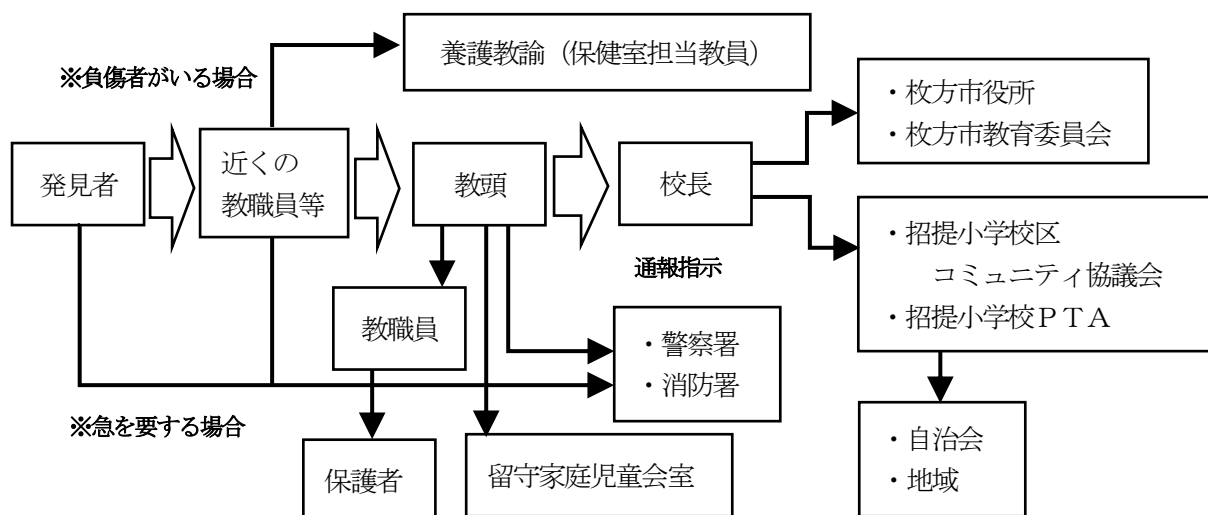 養護教諭（保健室担当教員）
※負傷者がいる場合
・枚方市役所
・枚方市教育委員会
発見者
近くの
教職員等
教頭
校長
・招提小学校区
コミュニティ協議会
・招提小学校ＰＴＡ
通報指示
教職員
・警察署
・消防署
※急を要する場合
・自治会
・地域
保護者
留守家庭児童会室